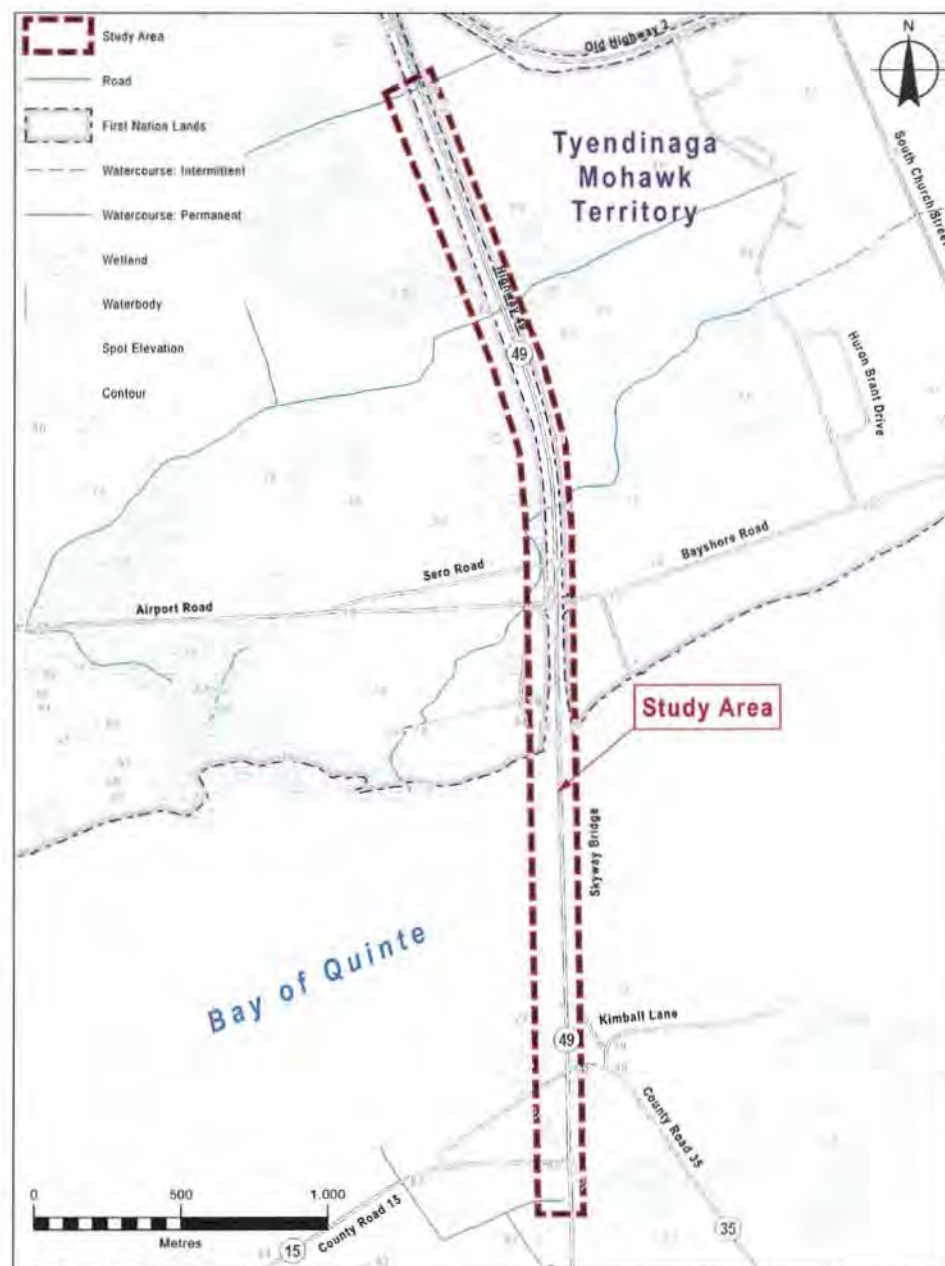 Study Area
Road
First Nation Lands
Watercourse: Intermittent
Watercourse: Permanent
Wetland
Waterbody
Spot Elevation
Contour
Old Highway 2
N
Tyendinaga
Mohawk
Territory
South Church Street
Highway 49
49
Huron Brant Drive
Bayshore Road
Sero Road
Airport Road
Study Area
Skyway Bridge
Bay of Quinte
Kimball Lane
49
County Road 35
35
County Road 15
15
0 500 1,000
Metres